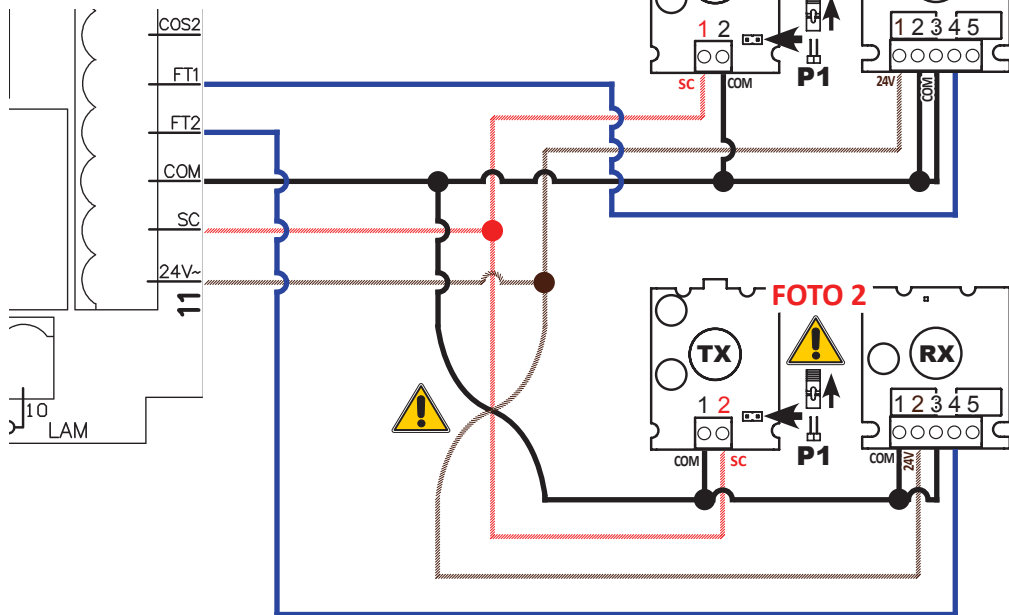 COS2
FT1
FT2
COM
SC
24V~
11
10
LAM
1 2
P1
SC
COM
1 2 3 4 5
24V
COM
FOTO 2
TX
RX
1 2
P1
COM
SC
1 2 3 4 5
COM
24V